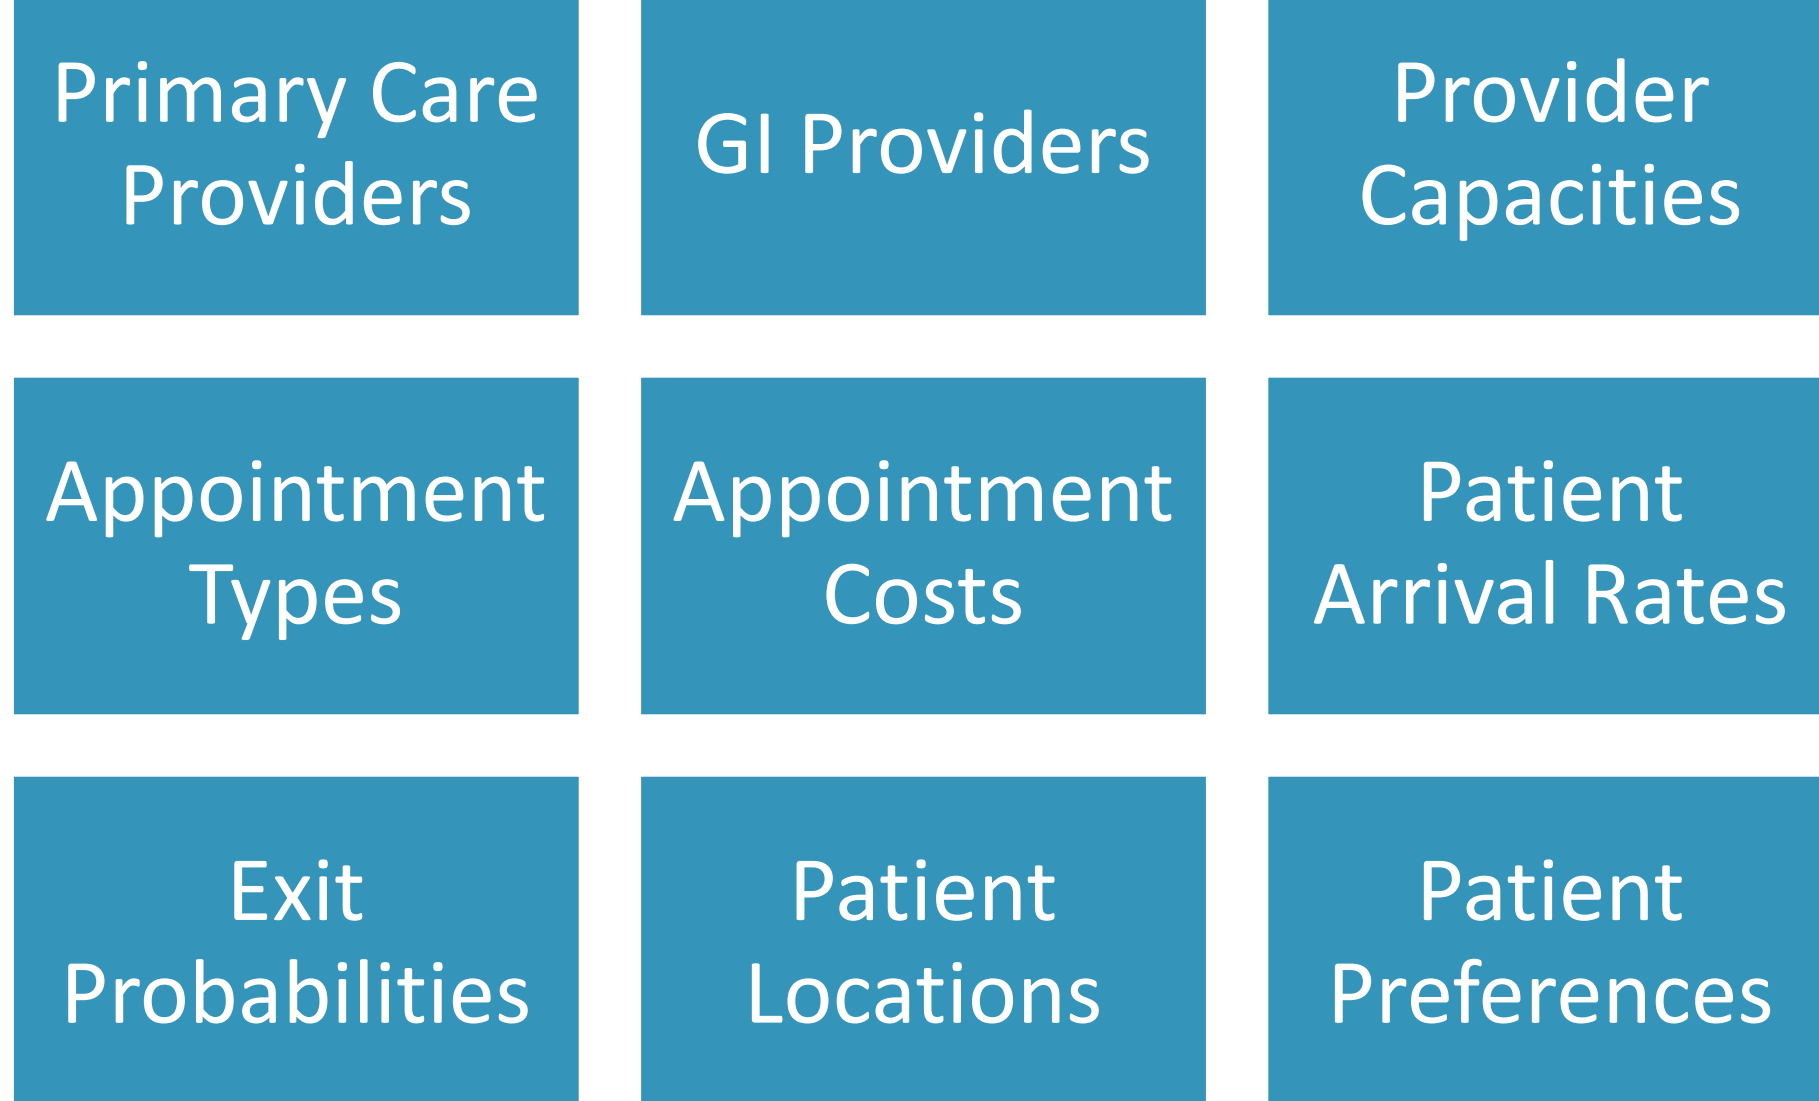 Primary Care
Providers
GI Providers
Provider
Capacities
Appointment
Types
Appointment
Costs
Patient
Arrival Rates
Exit
Probabilities
Patient
Locations
Patient
Preferences